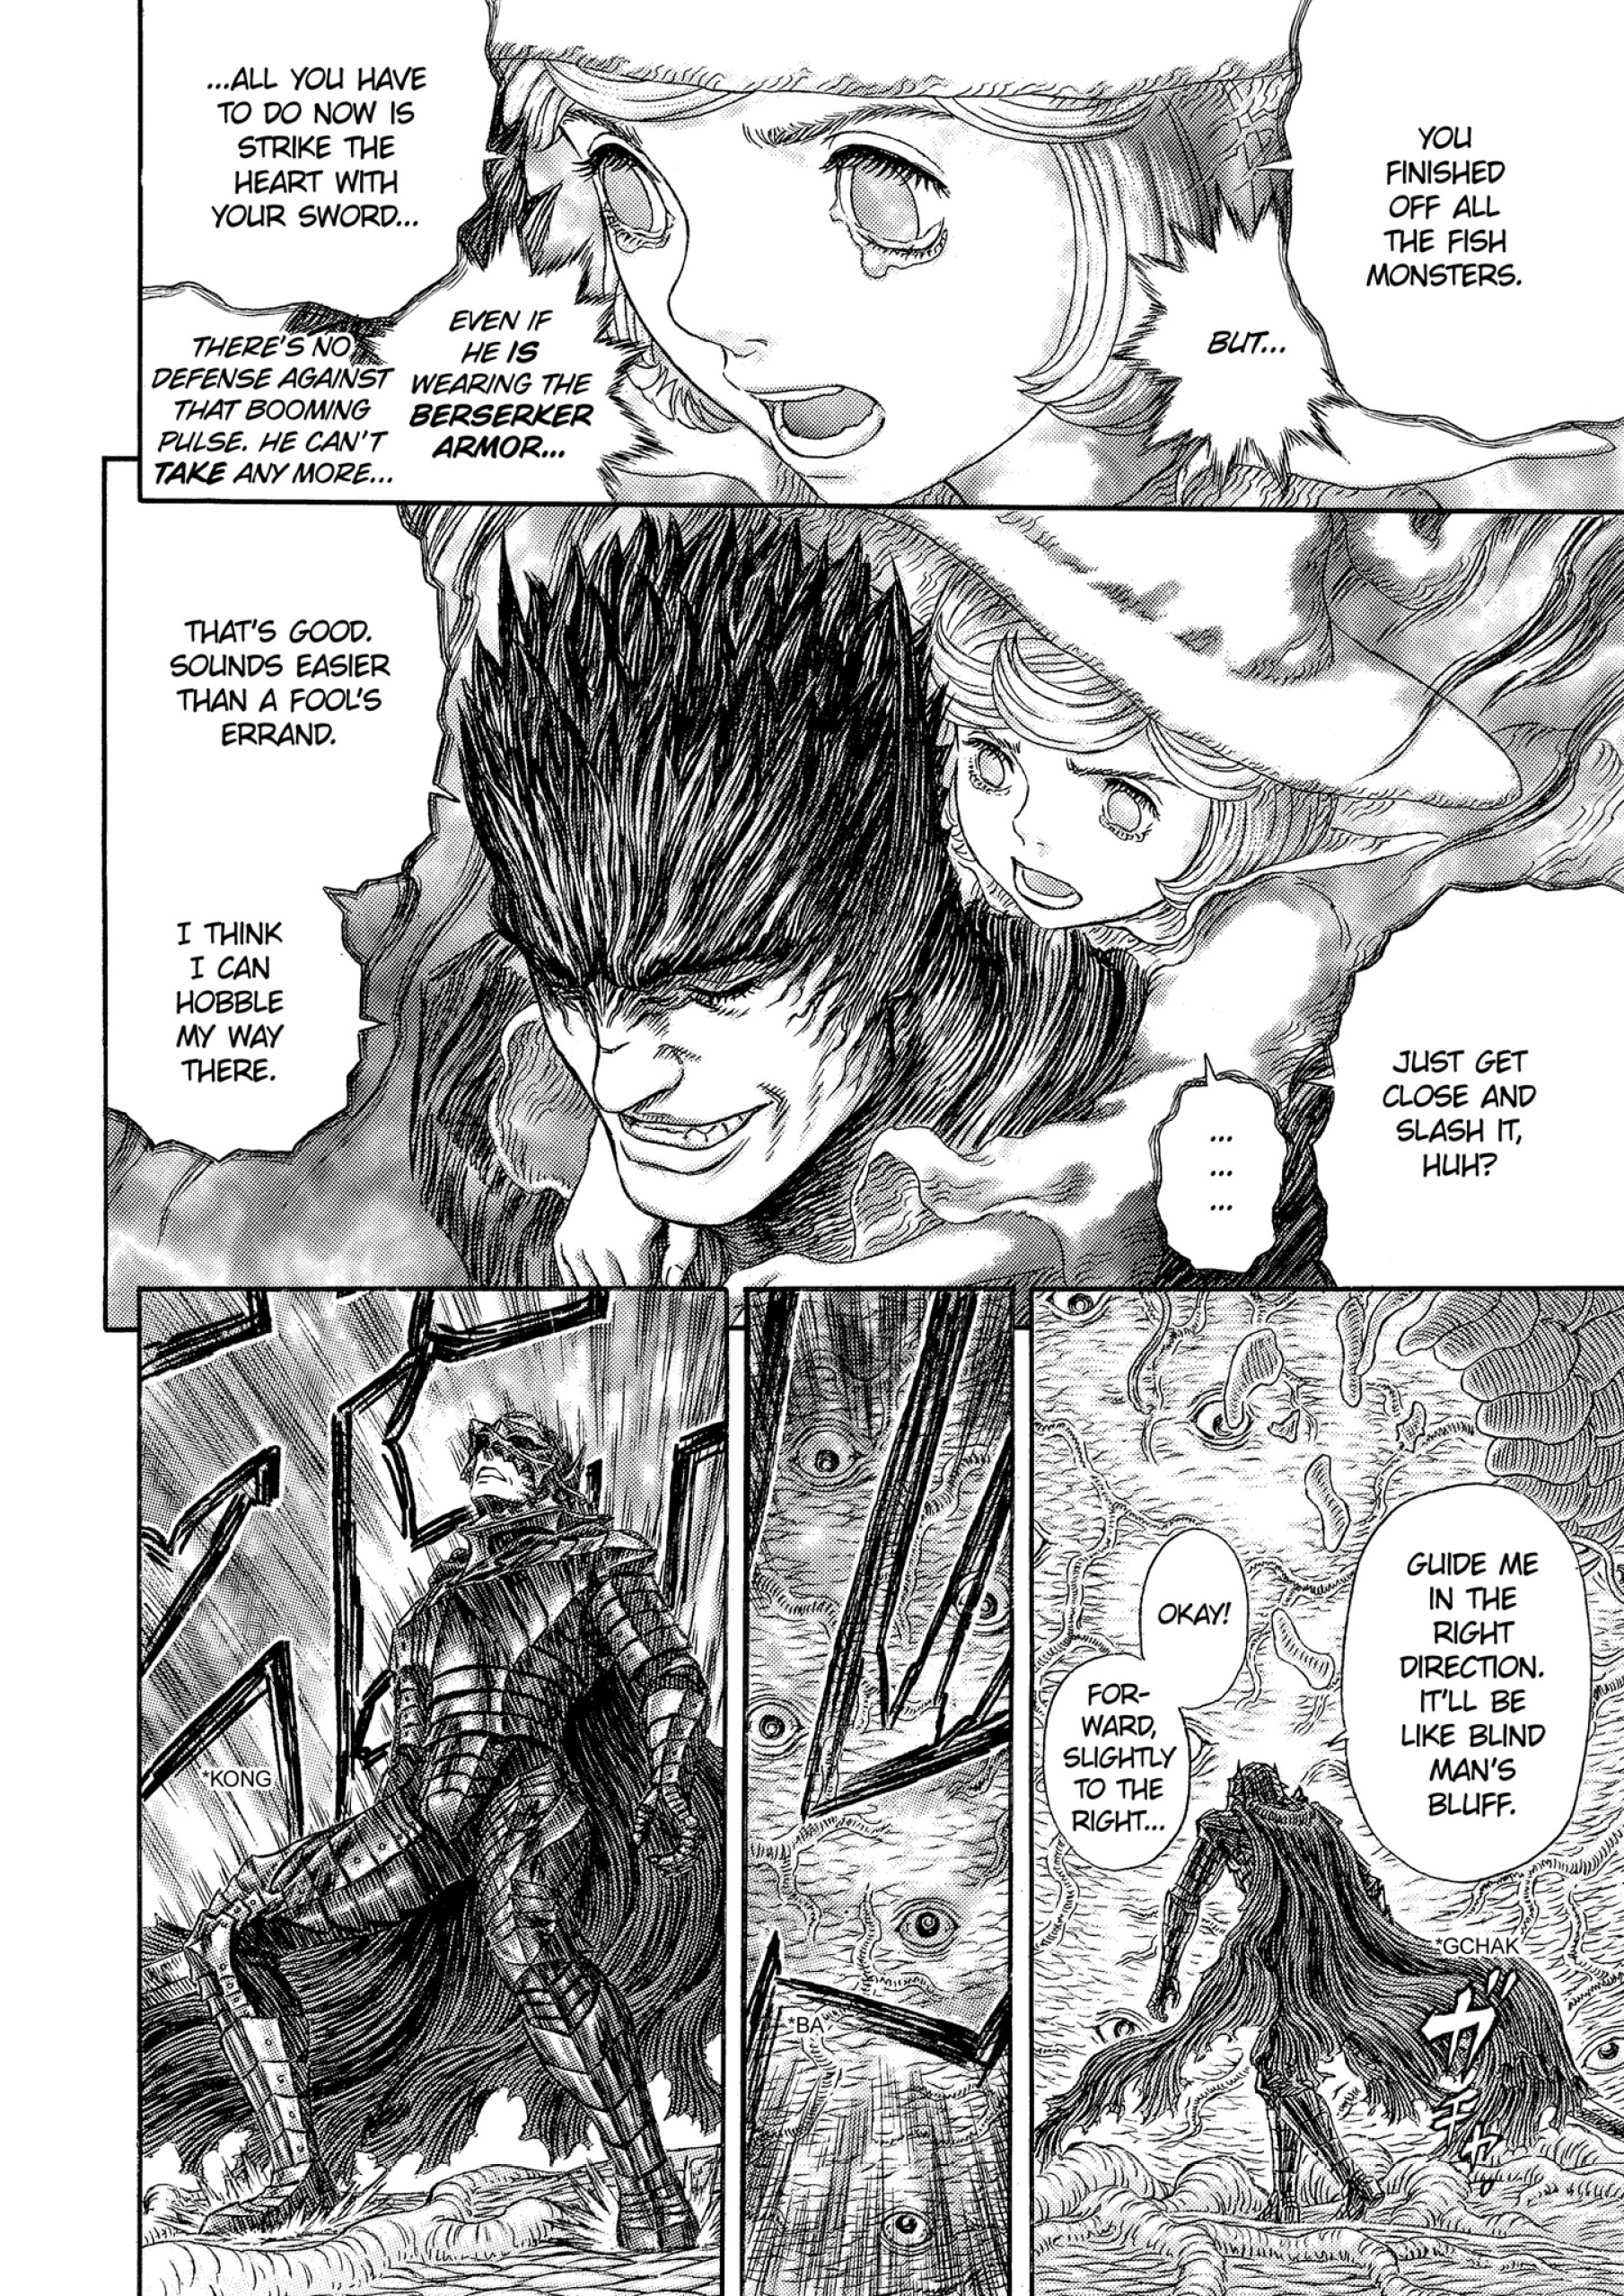 YOU
FINISHED
OFF ALL
THE FISH
MONSTERS.
BUT...
...ALL YOU HAVE
TO DO NOW IS
STRIKE THE
HEART WITH
YOUR SWORD...
EVEN IF
HE IS
WEARING THE
BERSERKER
ARMOR...
THERE'S NO
DEFENSE AGAINST
THAT BOOMING
PULSE. HE CAN'T
TAKE ANY MORE...
JUST GET
CLOSE AND
SLASH IT,
HUH?
...
...
...
THAT'S GOOD.
SOUNDS EASIER
THAN A FOOL'S
ERRAND.
I THINK
I CAN
HOBBLE
MY WAY
THERE.
GUIDE ME
IN THE
RIGHT
DIRECTION.
IT'LL BE
LIKE BLIND
MAN'S
BLUFF.
OKAY!
FOR-
WARD,
SLIGHTLY
TO THE
RIGHT...
*GCHAK
ガチャ
*BA
*KONG